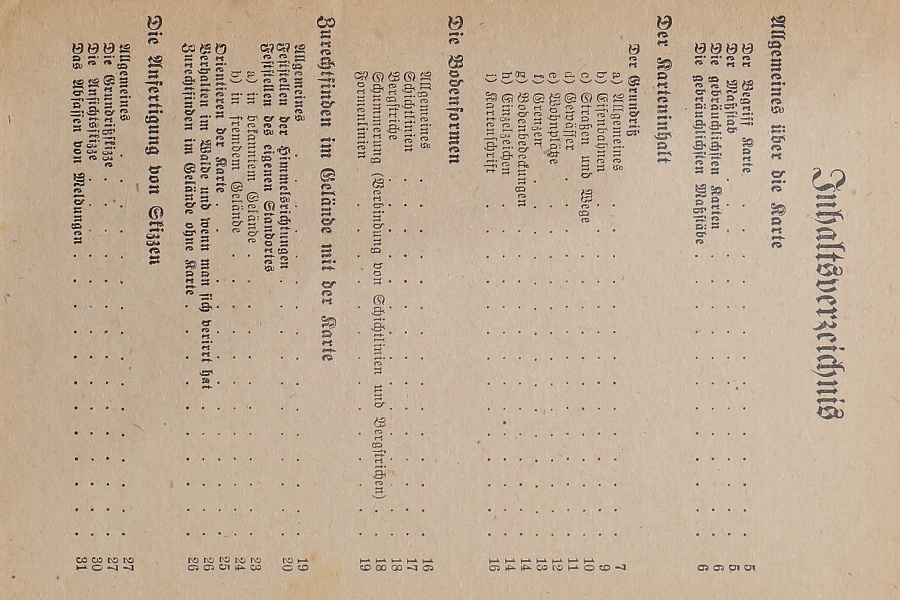 Inhaltsverzeichnis
Allgemeines über die Karte
Der Begriff Karte . . . . . . . . 5
Der Maßstab . . . . . . . . 5
Die gebräuchlichsten Karten . . . . . . . 6
Die gebräuchlichsten Maßstäbe . . . . . . . 6
Der Karteninhalt
Der Grundriß
a) Allgemeines . . . . . . . . 7
b) Eisenbahnen . . . . . . . . 9
c) Straßen und Wege . . . . . . . 10
d) Gewässer . . . . . . . . 11
e) Wohnplätze . . . . . . . . 12
f) Grenzen . . . . . . . . 13
g) Bodenbedeckungen . . . . . . . 14
h) Einzelzeichen . . . . . . . . 14
i) Kartenschrift . . . . . . . . 16
Die Bodenformen
Allgemeines . . . . . . . . 16
Schichtlinien . . . . . . . . 17
Bergstriche . . . . . . . . 18
Schummerung (Verbindung von Schichtlinien und Bergstrichen) . 18
Formenlinien . . . . . . . . 19
Zurechtfinden im Gelände mit der Karte
Allgemeines . . . . . . . . 19
Feststellen der Himmelsrichtungen . . . . . . 20
Feststellen des eigenen Standortes
a) in bekanntem Gelände . . . . . . 23
b) in fremdem Gelände . . . . . . . 24
Orientieren der Karte . . . . . . . 25
Verhalten im Walde und wenn man sich verirrt hat . . . . 26
Zurechtfinden im Gelände ohne Karte . . . . . . 26
Die Anfertigung von Skizzen
Allgemeines . . . . . . . . 27
Die Grundrißskizze . . . . . . . . 27
Die Ansichtsskizze . . . . . . . . 30
Das Abfassen von Meldungen . . . . . . . 31